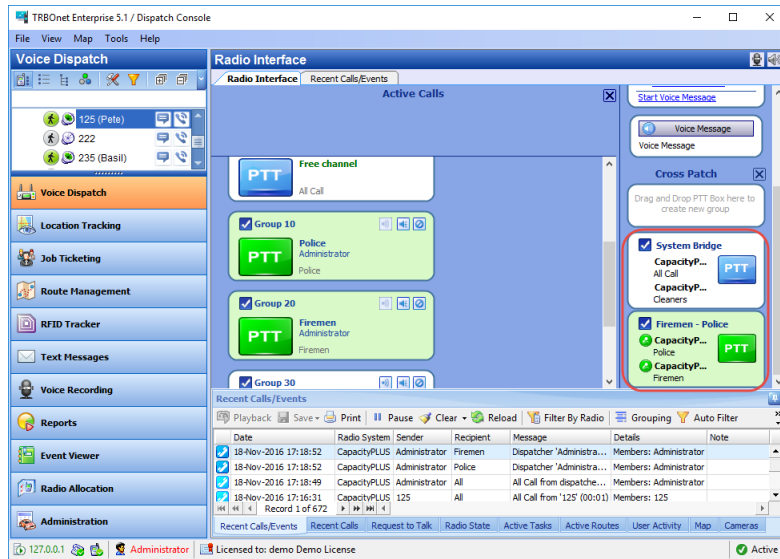 TRBOnet Enterprise 5.1 / Dispatch Console
File View Map Tools Help
Voice Dispatch
125 (Pete)
222
235 (Basil)
Voice Dispatch
Location Tracking
Job Ticketing
Route Management
RFID Tracker
Text Messages
Voice Recording
Reports
Event Viewer
Radio Allocation
Administration
Radio Interface
Radio Interface Recent Calls/Events
Active Calls
PTT
Free channel
All Call
Group 10
PTT
Police
Administrator
Police
Group 20
PTT
Firemen
Administrator
Firemen
Group 30
Start Voice Message
Voice Message
Voice Message
Cross Patch
Drag and Drop PTT Box here to
create new group
System Bridge
CapacityP...
All Call
CapacityP...
Cleaners
PTT
Firemen - Police
CapacityP...
Police
CapacityP...
Firemen
PTT
Recent Calls/Events
Playback Save Print Pause Clear Reload Filter By Radio Grouping Auto Filter
Date Radio System Sender Recipient Message Details Note
18-Nov-2016 17:18:52 CapacityPLUS Administrator Firemen Dispatcher 'Administra... Members: Administrator
18-Nov-2016 17:18:52 CapacityPLUS Administrator Police Dispatcher 'Administra... Members: Administrator
18-Nov-2016 17:18:49 CapacityPLUS Administrator All All Call from dispatche... Members: Administrator
18-Nov-2016 17:16:31 CapacityPLUS 125 All All Call from '125' (00:01) Members: 125
Record 1 of 672
Recent Calls/Events Recent Calls Request to Talk Radio State Active Tasks Active Routes User Activity Map Cameras
127.0.0.1 Administrator Licensed to: demo Demo License Active